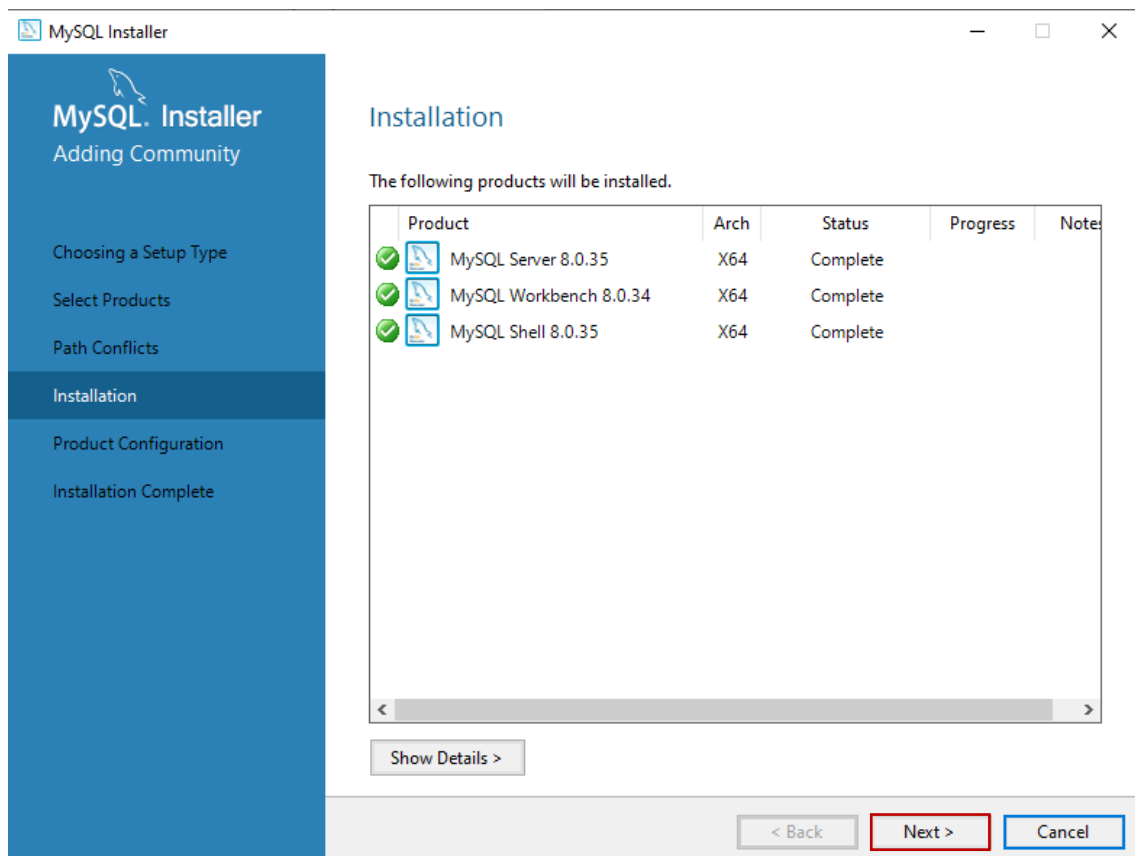 MySQL Installer
MySQL. Installer
Adding Community
Choosing a Setup Type
Select Products
Path Conflicts
Installation
Product Configuration
Installation Complete
Installation
The following products will be installed.
Product Arch Status Progress Notes
MySQL Server 8.0.35 X64 Complete
MySQL Workbench 8.0.34 X64 Complete
MySQL Shell 8.0.35 X64 Complete
Show Details >
< Back Next > Cancel